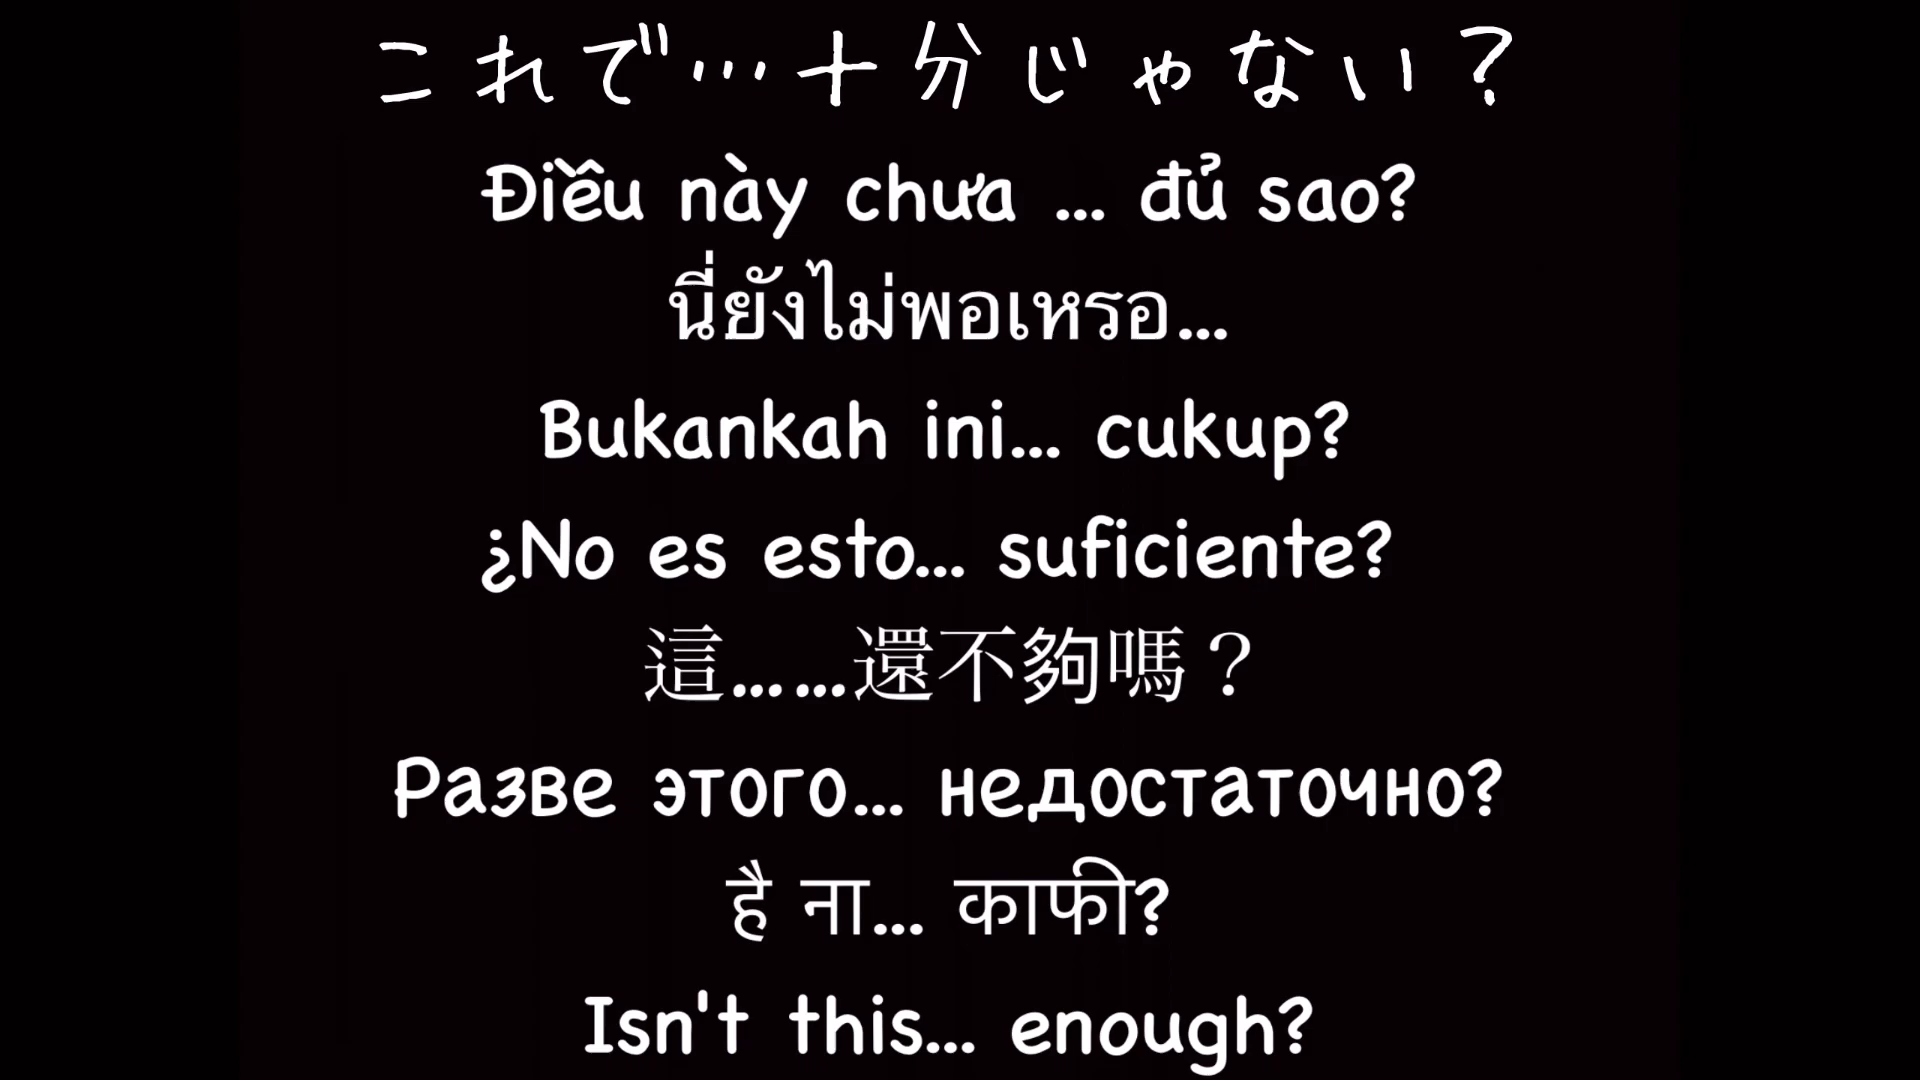 これで…十分じゃない？
Điều này chưa ... đủ sao?
นี่ยังไม่พอเหรอ...
Bukankah ini... cukup?
¿No es esto... suficiente?
這……還不夠嗎？
Разве этого... недостаточно?
है ना... काफी?
Isn't this... enough?